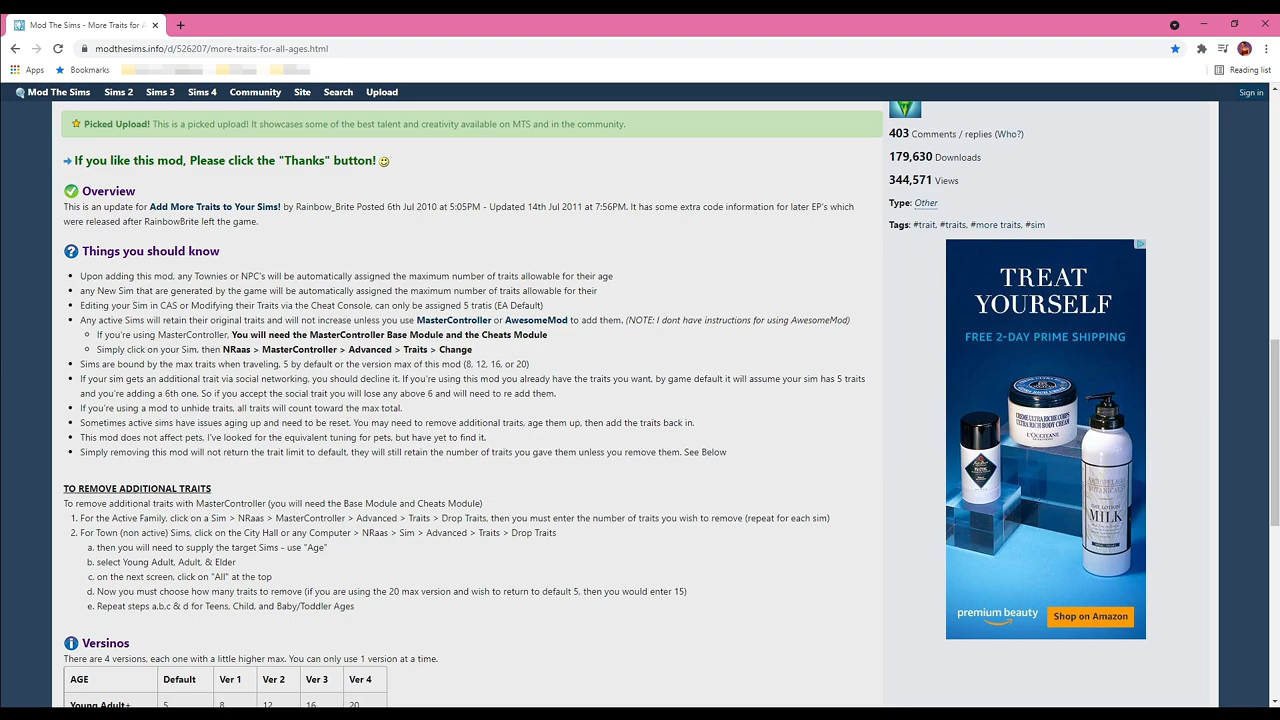 Mod The Sims - More Traits for A
modthesims.info/d/526207/more-traits-for-all-ages.html
Apps Bookmarks Reading list
Mod The Sims Sims 2 Sims 3 Sims 4 Community Site Search Upload Sign in
Picked Upload! This is a picked upload! It showcases some of the best talent and creativity available on MTS and in the community.
If you like this mod, Please click the "Thanks" button!
Overview
This is an update for Add More Traits to Your Sims! by Rainbow_Brite Posted 6th Jul 2010 at 5:05PM - Updated 14th Jul 2011 at 7:56PM. It has some extra code information for later EP's which
were released after RainbowBrite left the game.
Things you should know
Upon adding this mod, any Townies or NPC's will be automatically assigned the maximum number of traits allowable for their age
any New Sim that are generated by the game will be automatically assigned the maximum number of traits allowable for their
Editing your Sim in CAS or Modifying their Traits via the Cheat Console, can only be assigned 5 tratis (EA Default)
Any active Sims will retain their original traits and will not increase unless you use MasterController or AwesomeMod to add them. (NOTE: I dont have instructions for using AwesomeMod)
If you're using MasterController, You will need the MasterController Base Module and the Cheats Module
Simply click on your Sim, then NRaas > MasterController > Advanced > Traits > Change
Sims are bound by the max traits when traveling, 5 by default or the version max of this mod (8, 12, 16, or 20)
If your sim gets an additional trait via social networking, you should decline it. If you're using this mod you already have the traits you want, by game default it will assume your sim has 5 traits
and you're adding a 6th one. So if you accept the social trait you will lose any above 6 and will need to re add them.
If you're using a mod to unhide traits, all traits will count toward the max total.
Sometimes active sims have issues aging up and need to be reset. You may need to remove additional traits, age them up, then add the traits back in.
This mod does not affect pets, I've looked for the equivalent tuning for pets, but have yet to find it.
Simply removing this mod will not return the trait limit to default, they will still retain the number of traits you gave them unless you remove them. See Below
TO REMOVE ADDITIONAL TRAITS
To remove additional traits with MasterController (you will need the Base Module and Cheats Module)
1. For the Active Family, click on a Sim > NRaas > MasterController > Advanced > Traits > Drop Traits, then you must enter the number of traits you wish to remove (repeat for each sim)
2. For Town (non active) Sims, click on the City Hall or any Computer > NRaas > Sim > Advanced > Traits > Drop Traits
a. then you will need to supply the target Sims - use "Age"
b. select Young Adult, Adult, & Elder
c. on the next screen, click on "All" at the top
d. Now you must choose how many traits to remove (if you are using the 20 max version and wish to return to default 5, then you would enter 15)
e. Repeat steps a,b,c & d for Teens, Child, and Baby/Toddler Ages
Versinos
There are 4 versions, each one with a little higher max. You can only use 1 version at a time.
AGE Default Ver 1 Ver 2 Ver 3 Ver 4
Young Adult+ 5 8 12 16 20
403 Comments / replies (Who?)
179,630 Downloads
344,571 Views
Type: Other
Tags: #trait, #traits, #more traits, #sim
TREAT
YOURSELF
FREE 2-DAY PRIME SHIPPING
CRÈME ULTRA RICHE CORPS
ULTRA RICH BODY CREAM
L'OCCITANE
MILK
premium beauty Shop on Amazon